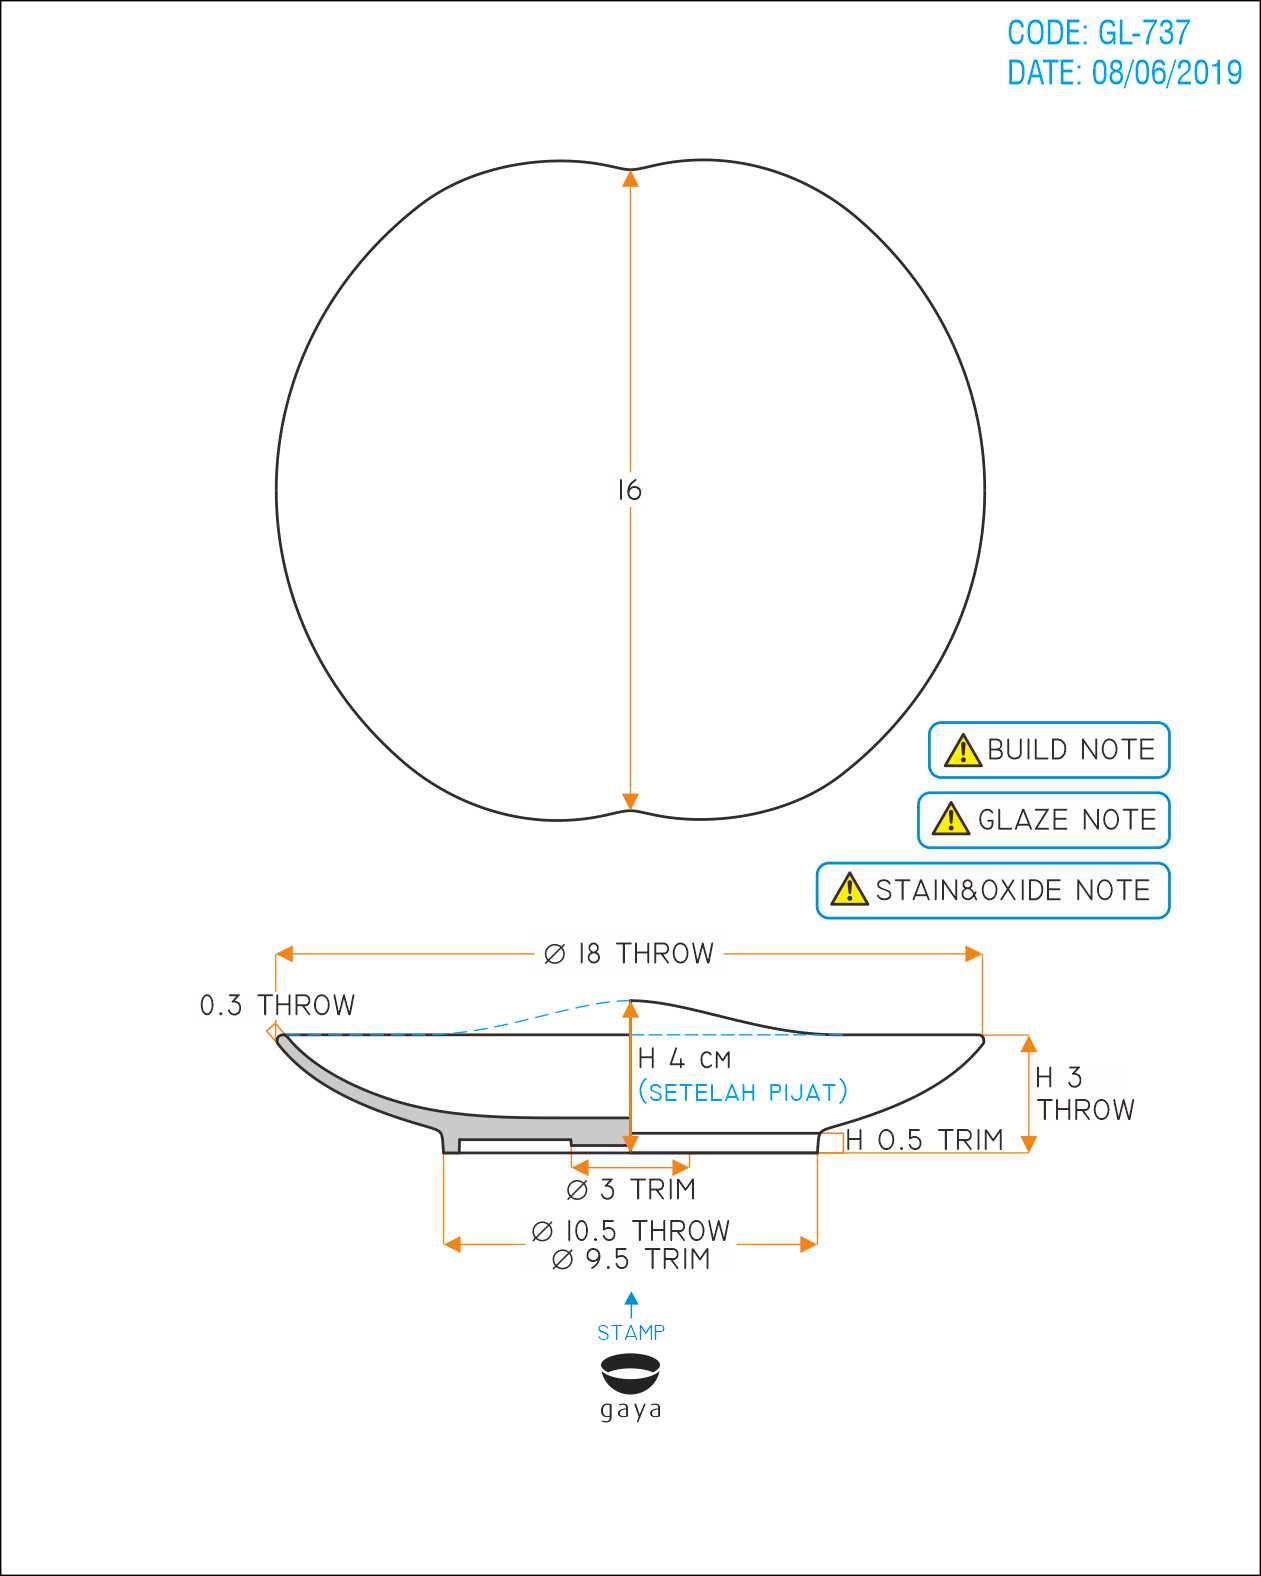 CODE: GL-737
DATE: 08/06/2019
16
BUILD NOTE
GLAZE NOTE
STAIN&OXIDE NOTE
Ø 18 THROW
0.3 THROW
H 4 CM
(SETELAH PIJAT)
H 3
THROW
H 0.5 TRIM
Ø 3 TRIM
Ø 10.5 THROW
Ø 9.5 TRIM
STAMP
gaya